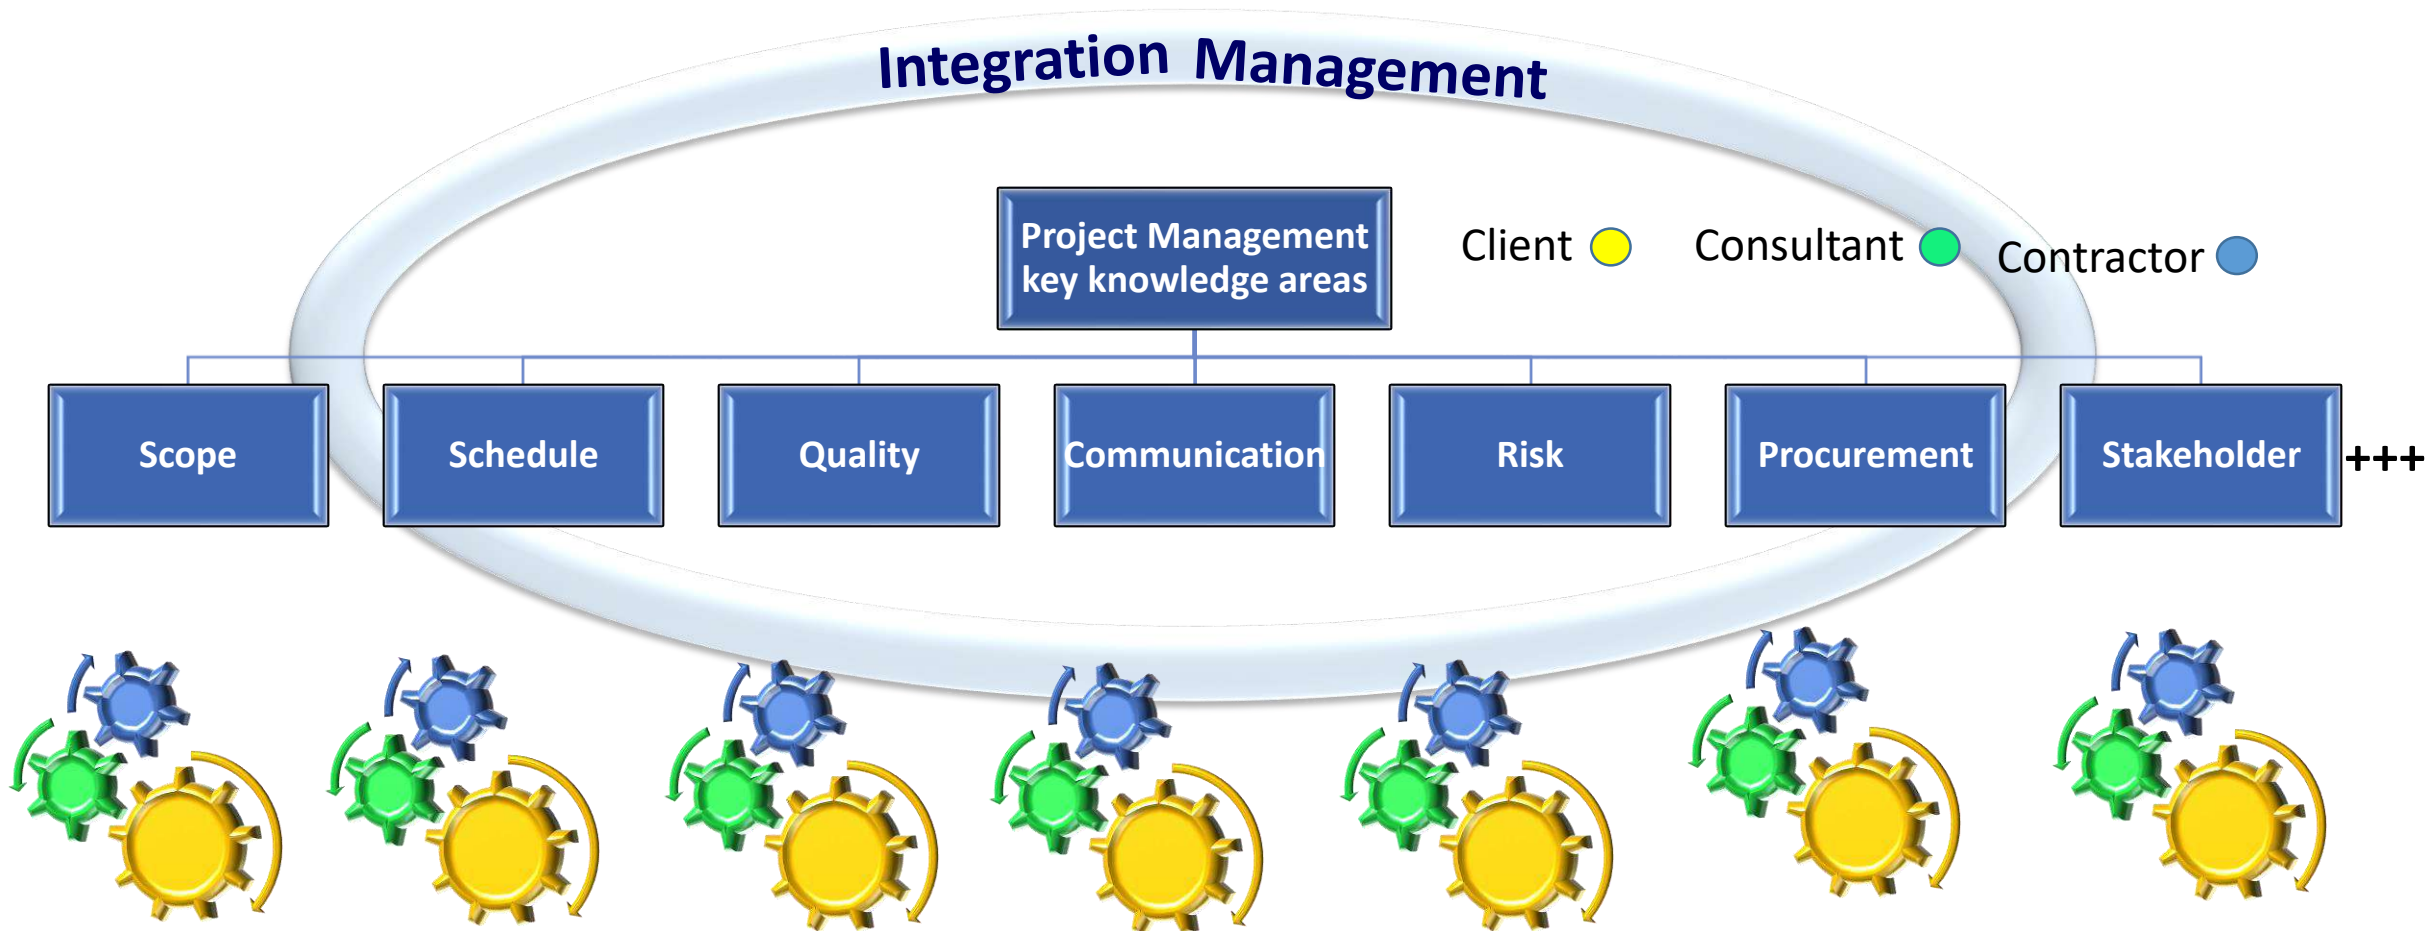 Integration Management
Project Management
key knowledge areas
Client
Consultant
Contractor
Scope
Schedule
Quality
Communication
Risk
Procurement
Stakeholder
+++